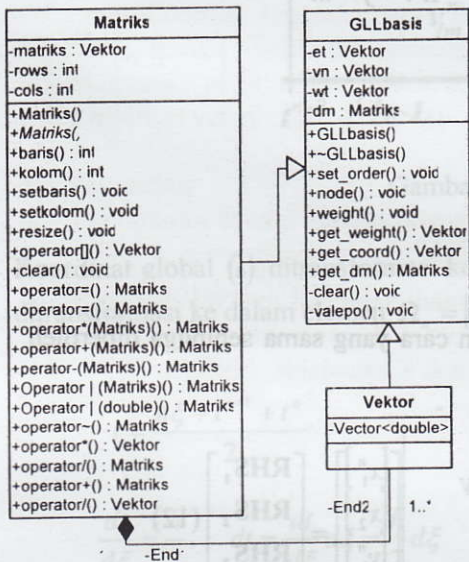 Matriks
-matriks : Vektor
-rows : int
-cols : int
+Matriks()
+Matriks(,
+baris() : int
+kolom() : int
+setbaris() : voic
+setkolom() : void
+resize() : void
+operator[]() : Vektor
+clear() : void
+operator=() : Matriks
+operator-() : Matriks
+operator*(Matriks)() : Matriks
+operator+(Matriks)() : Matriks
+perator-(Matriks)() : Matriks
+Operator | (Matriks)() : Matriks
+Operator | (double)() : Matriks
+operator~() : Matriks
+operator*() : Vektor
+operator/() : Matriks
+operator+() : Matriks
+operator/() : Vektor
GLLbasis
-et : Vektor
-vn : Vektor
-wt : Vektor
-dm : Matriks
+GLLbasis()
+~GLLbasis()
+set_order() : void
+node() : void
+weight() : void
+get_weight() : Vektor
+get_coord() : Vektor
+get_dm() : Matriks
-clear() : voic
-valepo() : voic
Vektor
-Vector<double>
-End2
1..*
-End1